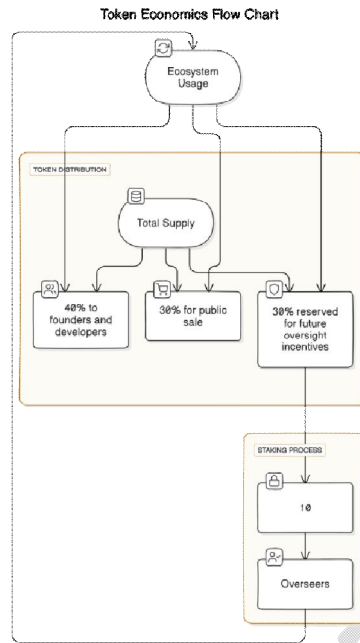 Token Economics Flow Chart
Ecosystem
Usage
TOKEN DISTRIBUTION
Total Supply
40% to
founders and
developers
30% for public
sale
30% reserved
for future
oversight
incentives
STAKING PROCESS
10
Overseers